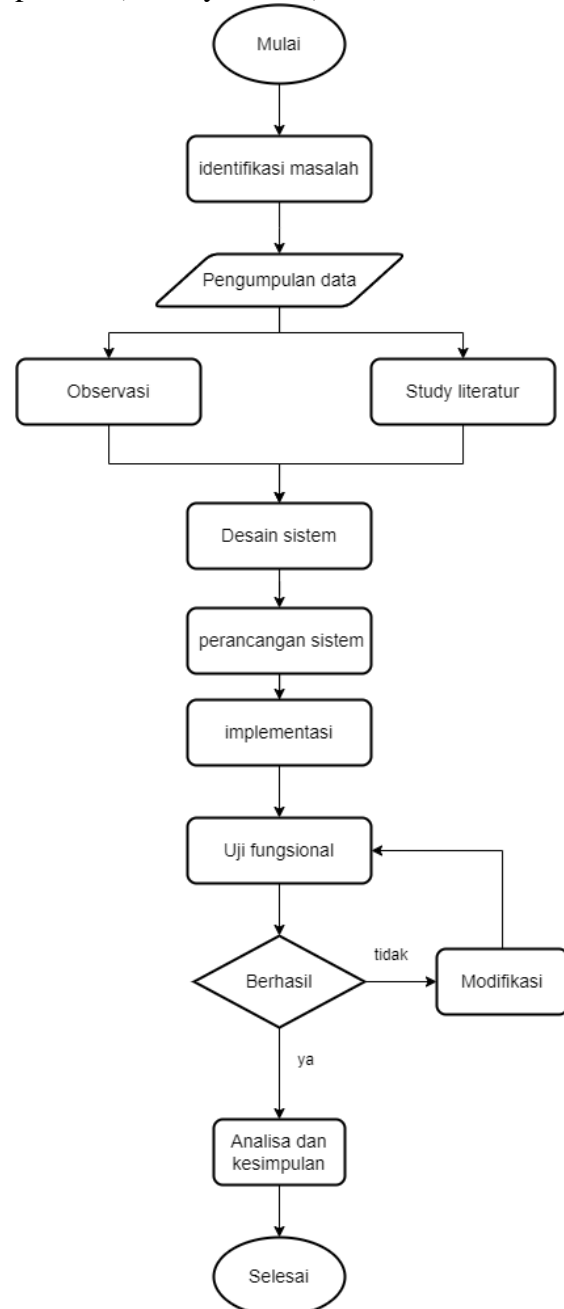 Mulai
identifikasi masalah
Pengumpulan data
Observasi
Study literatur
Desain sistem
perancangan sistem
implementasi
Uji fungsional
Berhasil
tidak
Modifikasi
ya
Analisa dan
kesimpulan
Selesai